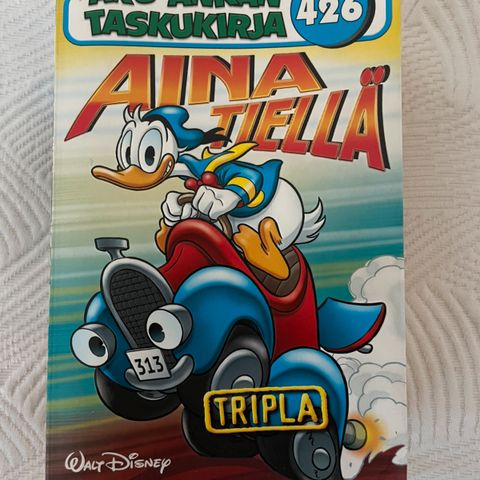 AKU ANKAN
TASKUKIRJA
426
AINA
TIELLÄ
313
TRIPLA
WALT DISNEY